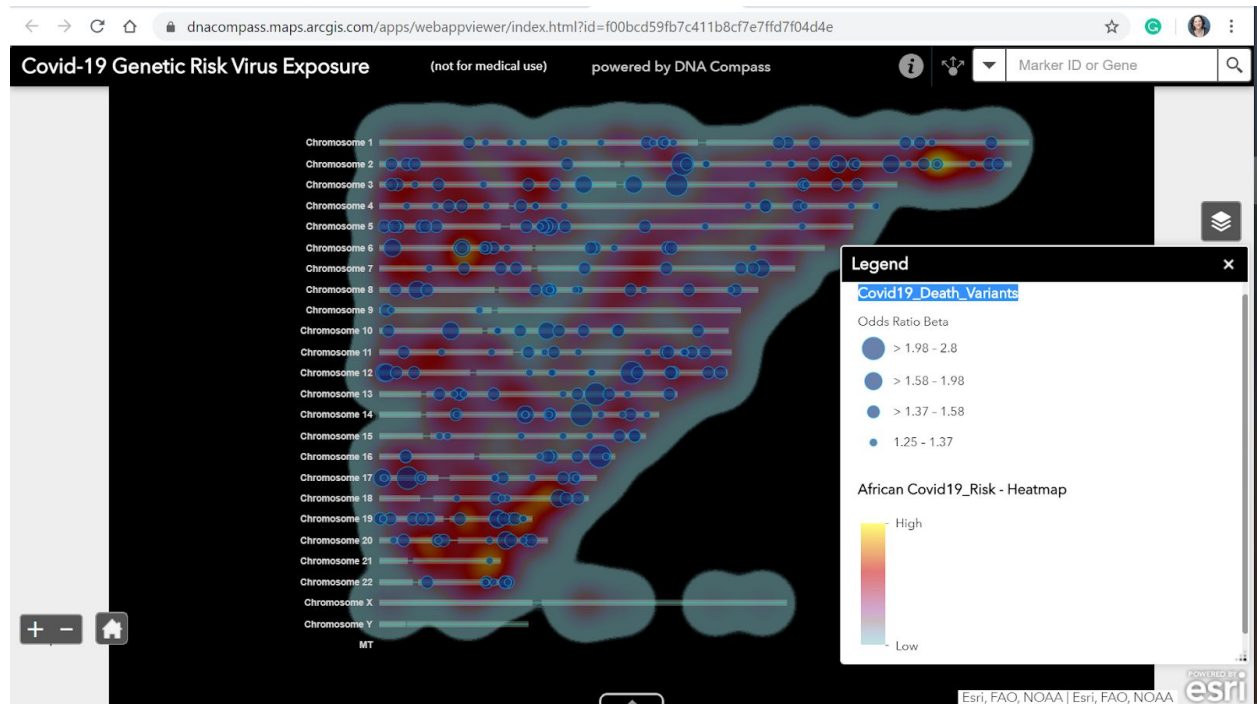 dnacompass.maps.arcgis.com/apps/webappviewer/index.html?id=f00bcd59fb7c411b8cf7e7ffd7f04d4e
Covid-19 Genetic Risk Virus Exposure (not for medical use) powered by DNA Compass Marker ID or Gene
Chromosome 1
Chromosome 2
Chromosome 3
Chromosome 4
Chromosome 5
Chromosome 6
Chromosome 7
Chromosome 8
Chromosome 9
Chromosome 10
Chromosome 11
Chromosome 12
Chromosome 13
Chromosome 14
Chromosome 15
Chromosome 16
Chromosome 17
Chromosome 18
Chromosome 19
Chromosome 20
Chromosome 21
Chromosome 22
Chromosome X
Chromosome Y
MT
Legend
Covid19_Death_Variants
Odds Ratio Beta
> 1.98 - 2.8
> 1.58 - 1.98
> 1.37 - 1.58
1.25 - 1.37
African Covid19_Risk - Heatmap
High
Low
POWERED BY
esri
Esri, FAO, NOAA | Esri, FAO, NOAA